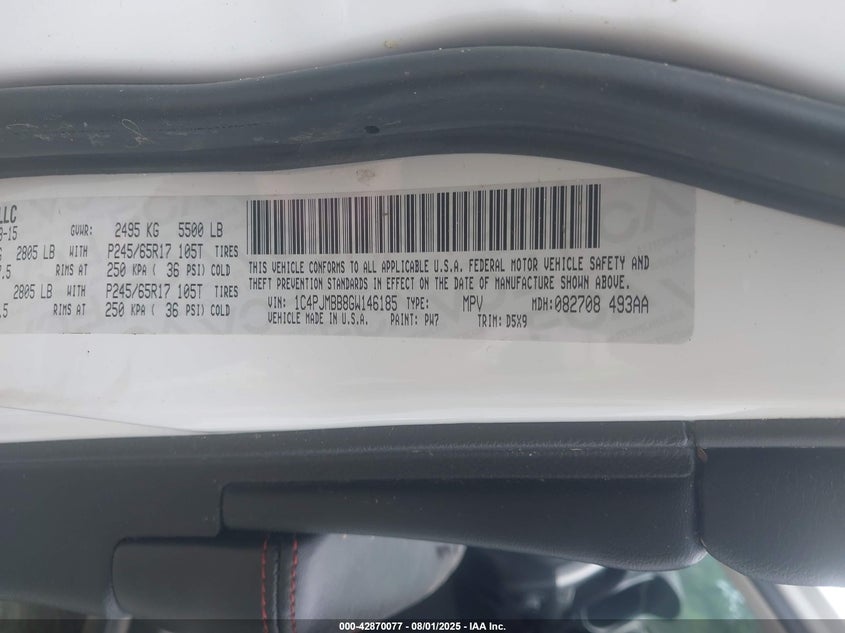 LLC
GVWR: 2495 KG 5500 LB
-15
2805 LB WITH P245/65R17 105T TIRES
.5 RIMS AT 250 KPA ( 36 PSI) COLD
2805 LB WITH P245/65R17 105T TIRES
.5 RIMS AT 250 KPA ( 36 PSI) COLD
THIS VEHICLE CONFORMS TO ALL APPLICABLE U.S.A. FEDERAL MOTOR VEHICLE SAFETY AND
THEFT PREVENTION STANDARDS IN EFFECT ON THE DATE OF MANUFACTURE SHOWN ABOVE.
VIN: 1C4PJMBB8GW146185 TYPE: MPV MDH:082708 493AA
VEHICLE MADE IN U.S.A. PAINT: PW7 TRIM: D5X9
000-42870077 - 08/01/2025 - IAA Inc.